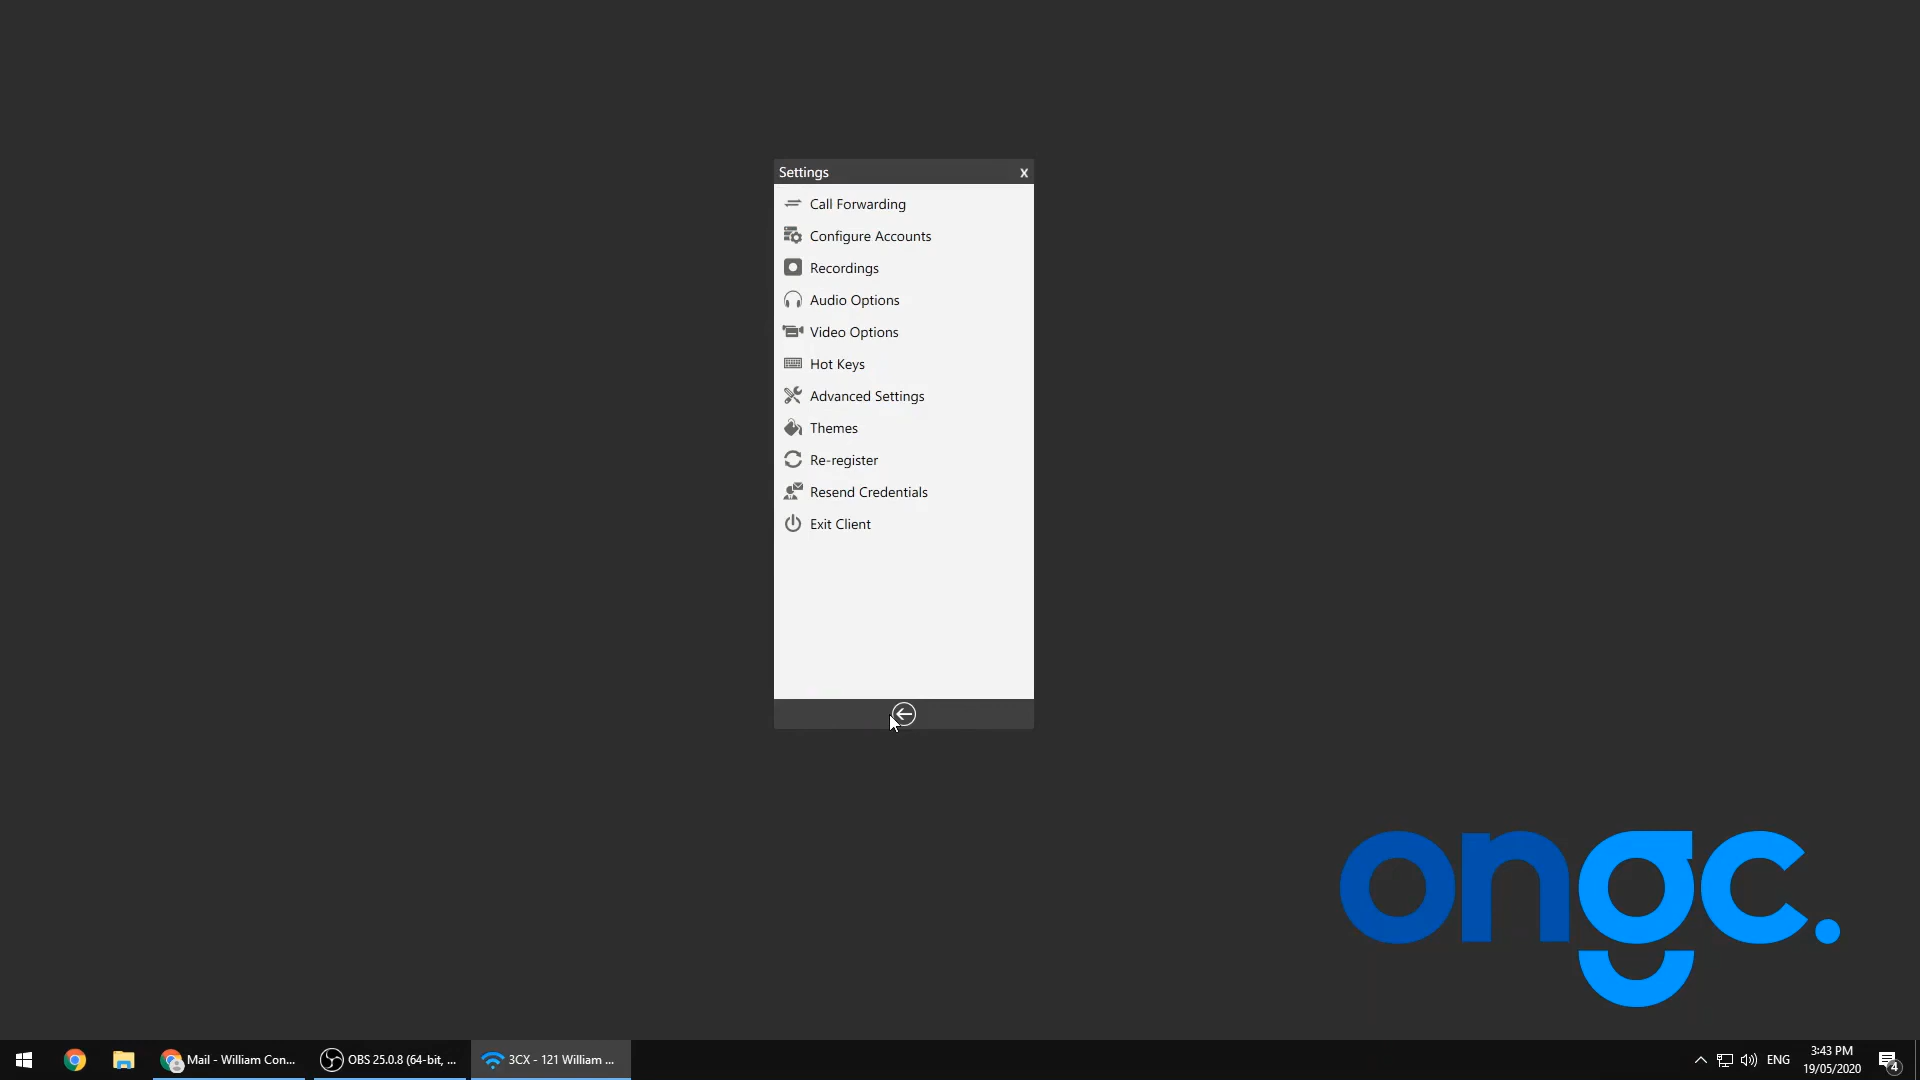 Settings
x
Call Forwarding
Configure Accounts
Recordings
Audio Options
Video Options
Hot Keys
Advanced Settings
Themes
Re-register
Resend Credentials
Exit Client
ongc.
Mail - William Con...
OBS 25.0.8 (64-bit, ...
3CX - 121 William ...
ENG
3:43 PM
19/05/2020
4